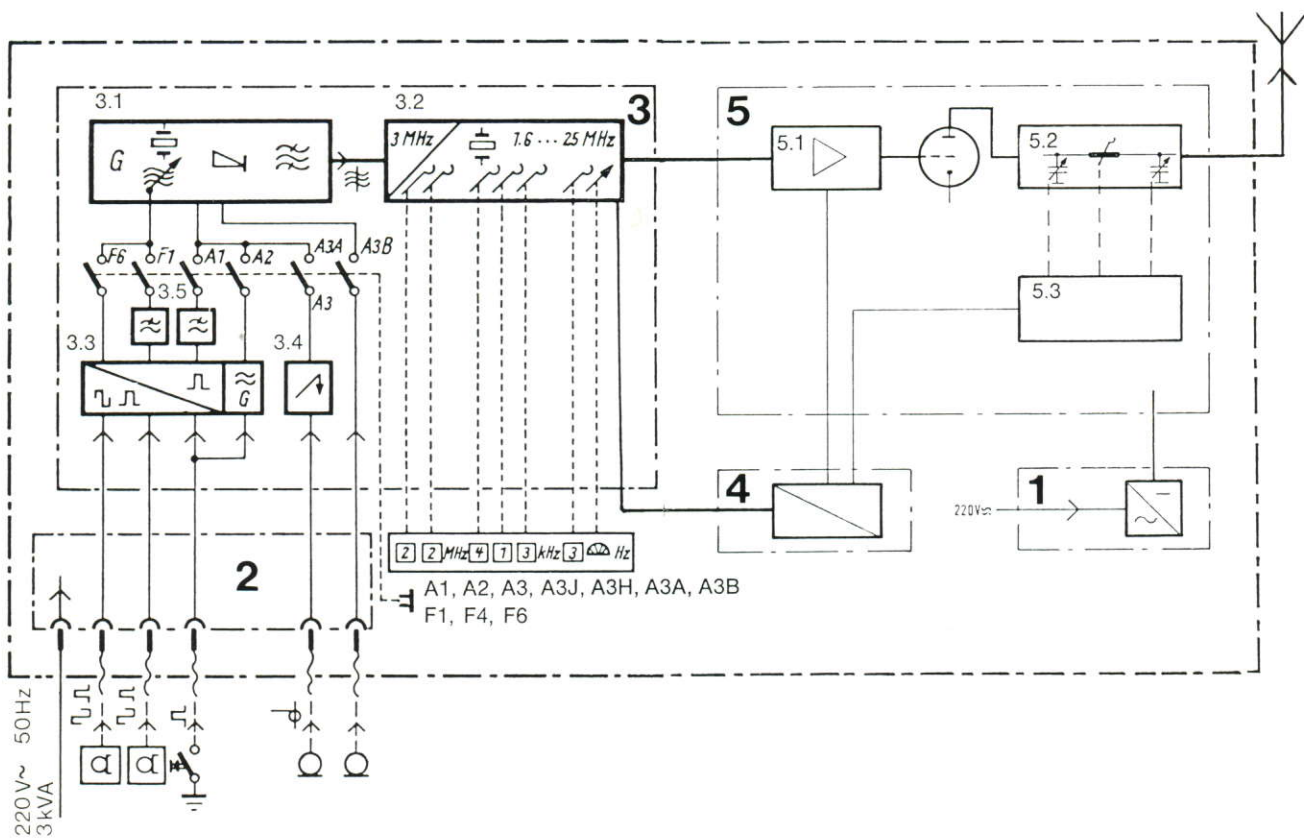 3.1
3.2
3
5
G
3 MHz
1.6 ... 25 MHz
5.1
5.2
F6
F1
A1
A2
A3A
A3B
3.5
A3
3.3
3.4
G
5.3
2
4
220V≂
1
2 2 MHz 4 1 3 kHz 3 Hz
A1, A2, A3, A3J, A3H, A3A, A3B
F1, F4, F6
220V~ 50Hz
3kVA